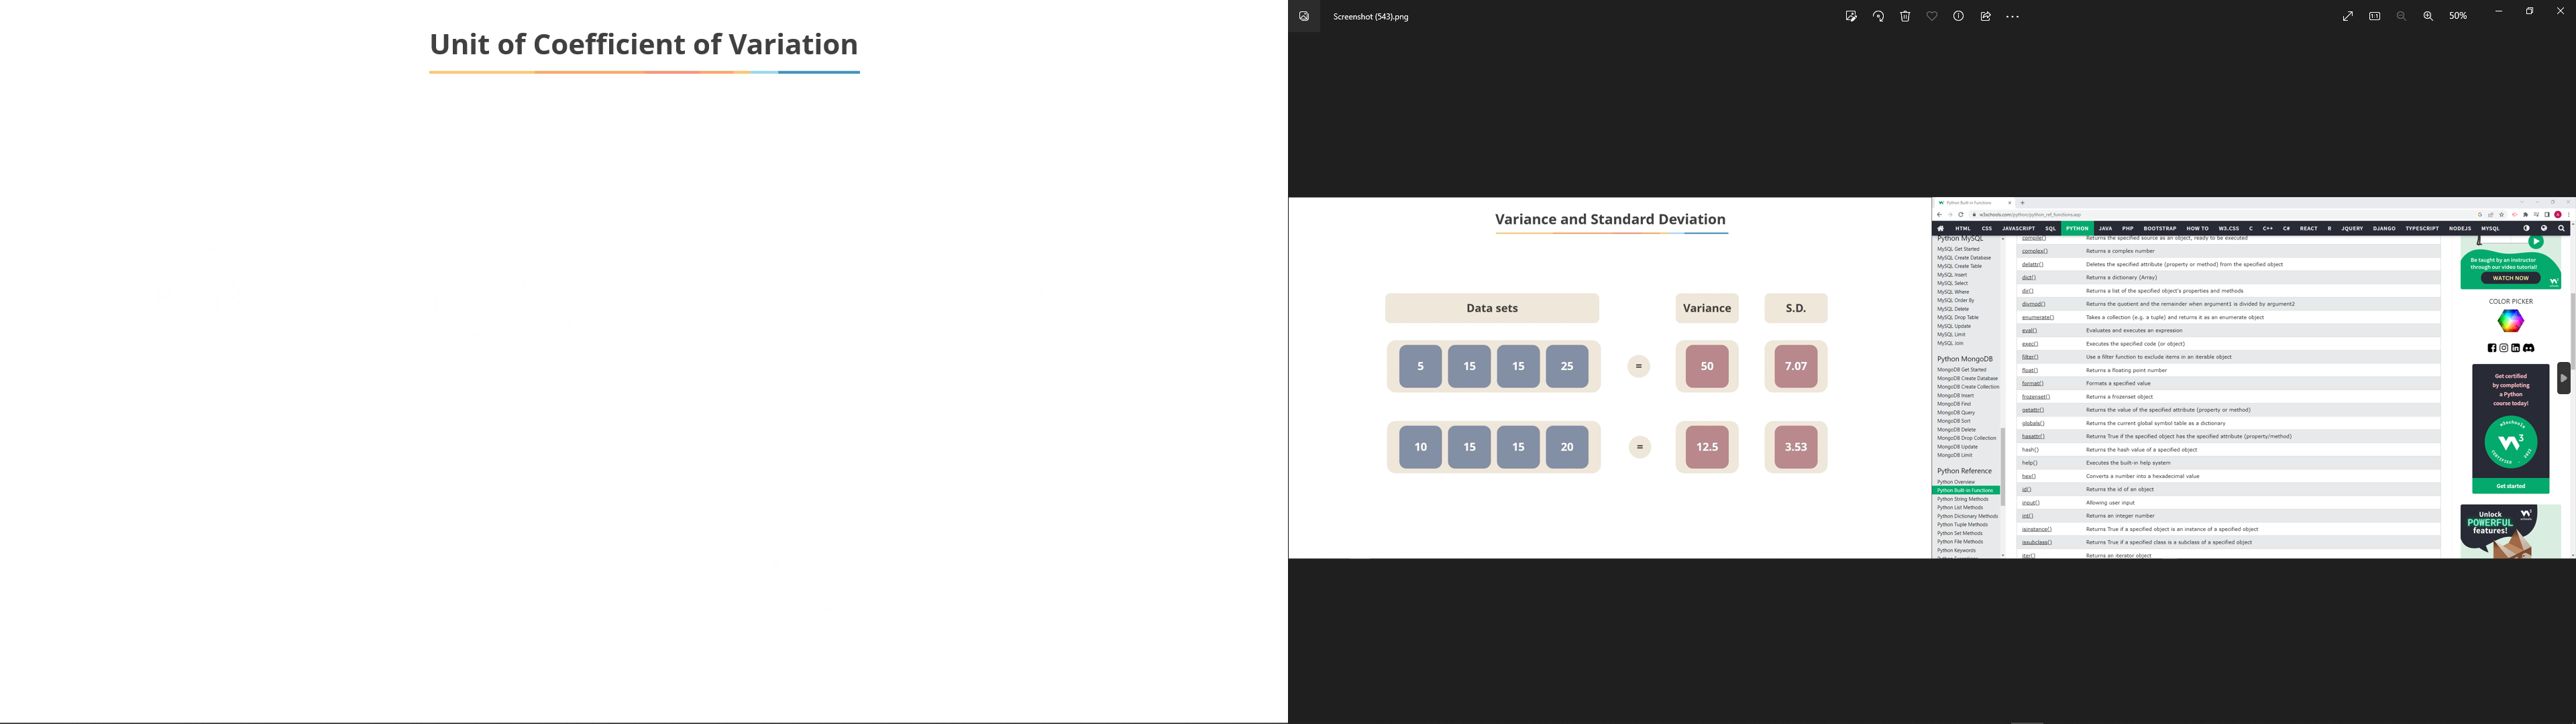 Unit of Coefficient of Variation
Screenshot (543).png
50%
Variance and Standard Deviation
Data sets
Variance
S.D.
5 15 15 25 = 50 7.07
10 15 15 20 = 12.5 3.53
Python Built-in Functions
w3schools.com/python/python_ref_functions.asp
HTML CSS JAVASCRIPT SQL PYTHON JAVA PHP BOOTSTRAP HOW TO W3.CSS C C++ C# REACT R JQUERY DJANGO TYPESCRIPT NODEJS MYSQL
Python MySQL
MySQL Get Started
MySQL Create Database
MySQL Create Table
MySQL Insert
MySQL Select
MySQL Where
MySQL Order By
MySQL Delete
MySQL Drop Table
MySQL Update
MySQL Limit
MySQL Join
Python MongoDB
MongoDB Get Started
MongoDB Create Database
MongoDB Create Collection
MongoDB Insert
MongoDB Find
MongoDB Query
MongoDB Sort
MongoDB Delete
MongoDB Drop Collection
MongoDB Update
MongoDB Limit
Python Reference
Python Overview
Python Built-in Functions
Python String Methods
Python List Methods
Python Dictionary Methods
Python Tuple Methods
Python Set Methods
Python File Methods
Python Keywords
compile() Returns the specified source as an object, ready to be executed
complex() Returns a complex number
delattr() Deletes the specified attribute (property or method) from the specified object
dict() Returns a dictionary (Array)
dir() Returns a list of the specified object's properties and methods
divmod() Returns the quotient and the remainder when argument1 is divided by argument2
enumerate() Takes a collection (e.g. a tuple) and returns it as an enumerate object
eval() Evaluates and executes an expression
exec() Executes the specified code (or object)
filter() Use a filter function to exclude items in an iterable object
float() Returns a floating point number
format() Formats a specified value
frozenset() Returns a frozenset object
getattr() Returns the value of the specified attribute (property or method)
globals() Returns the current global symbol table as a dictionary
hasattr() Returns True if the specified object has the specified attribute (property/method)
hash() Returns the hash value of a specified object
help() Executes the built-in help system
hex() Converts a number into a hexadecimal value
id() Returns the id of an object
input() Allowing user input
int() Returns an integer number
isinstance() Returns True if a specified object is an instance of a specified object
issubclass() Returns True if a specified class is a subclass of a specified object
iter() Returns an iterator object
Be taught by an instructor
through our video tutorial!
WATCH NOW
COLOR PICKER
Get certified
by completing
a Python
course today!
w3schools
CERTIFIED . 2022
Get started
Unlock
POWERFUL
features!